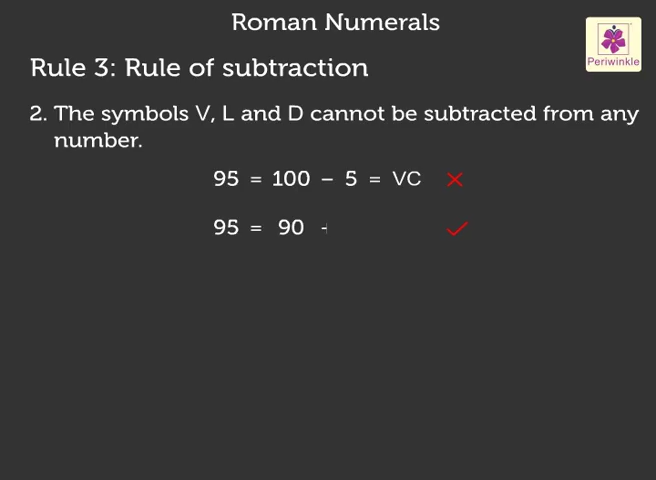 Roman Numerals
Periwinkle
Rule 3: Rule of subtraction
2. The symbols V, L and D cannot be subtracted from any
number.
95 = 100 – 5 = VC ✗
95 = 90 ✓